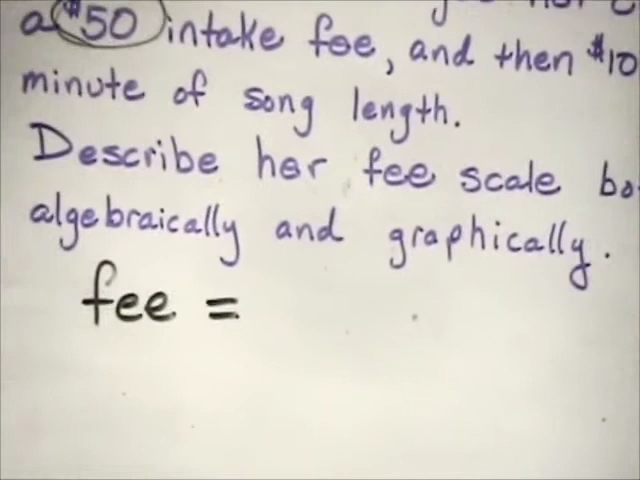 a $50 intake fee, and then $10
minute of song length.
Describe her fee scale
algebraically and graphically.
fee =